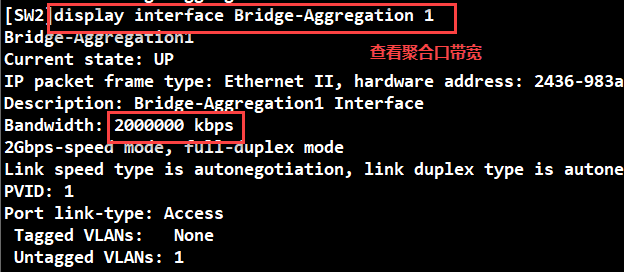 [SW2]display interface Bridge-Aggregation 1
Bridge-Aggregation1
查看聚合口带宽
Current state: UP
IP packet frame type: Ethernet II, hardware address: 2436-983a
Description: Bridge-Aggregation1 Interface
Bandwidth: 2000000 kbps
2Gbps-speed mode, full-duplex mode
Link speed type is autonegotiation, link duplex type is autone
PVID: 1
Port link-type: Access
Tagged VLANs:   None
Untagged VLANs: 1